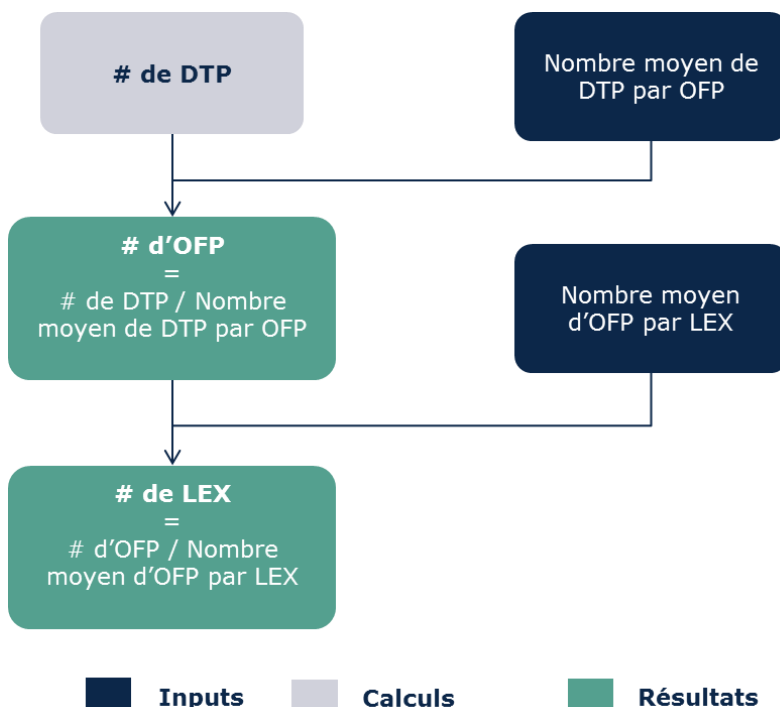 # de DTP
Nombre moyen de
DTP par OFP
# d’OFP
=
# de DTP / Nombre
moyen de DTP par OFP
Nombre moyen
d’OFP par LEX
# de LEX
=
# d’OFP / Nombre
moyen d’OFP par LEX
Inputs
Calculs
Résultats